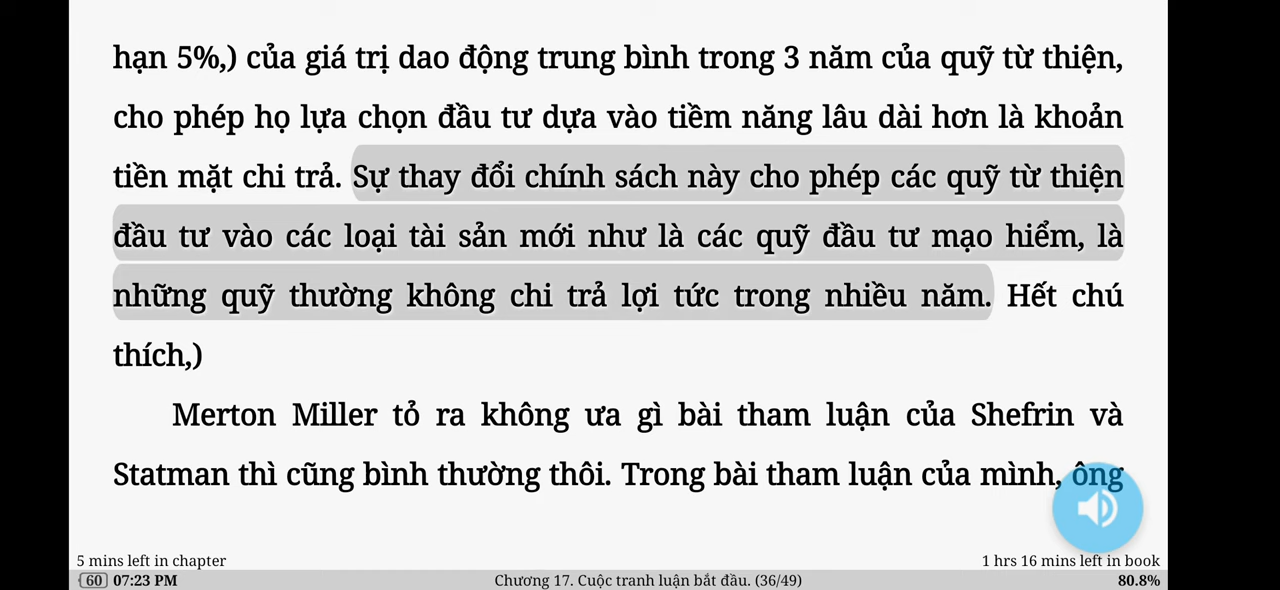 hạn 5%,) của giá trị dao động trung bình trong 3 năm của quỹ từ thiện,
cho phép họ lựa chọn đầu tư dựa vào tiềm năng lâu dài hơn là khoản
tiền mặt chi trả. Sự thay đổi chính sách này cho phép các quỹ từ thiện
đầu tư vào các loại tài sản mới như là các quỹ đầu tư mạo hiểm, là
những quỹ thường không chi trả lợi tức trong nhiều năm. Hết chú
thích,)
Merton Miller tỏ ra không ưa gì bài tham luận của Shefrin và
Statman thì cũng bình thường thôi. Trong bài tham luận của mình, ông
5 mins left in chapter 1 hrs 16 mins left in book
60 07:23 PM Chương 17. Cuộc tranh luận bắt đầu. (36/49) 80.8%